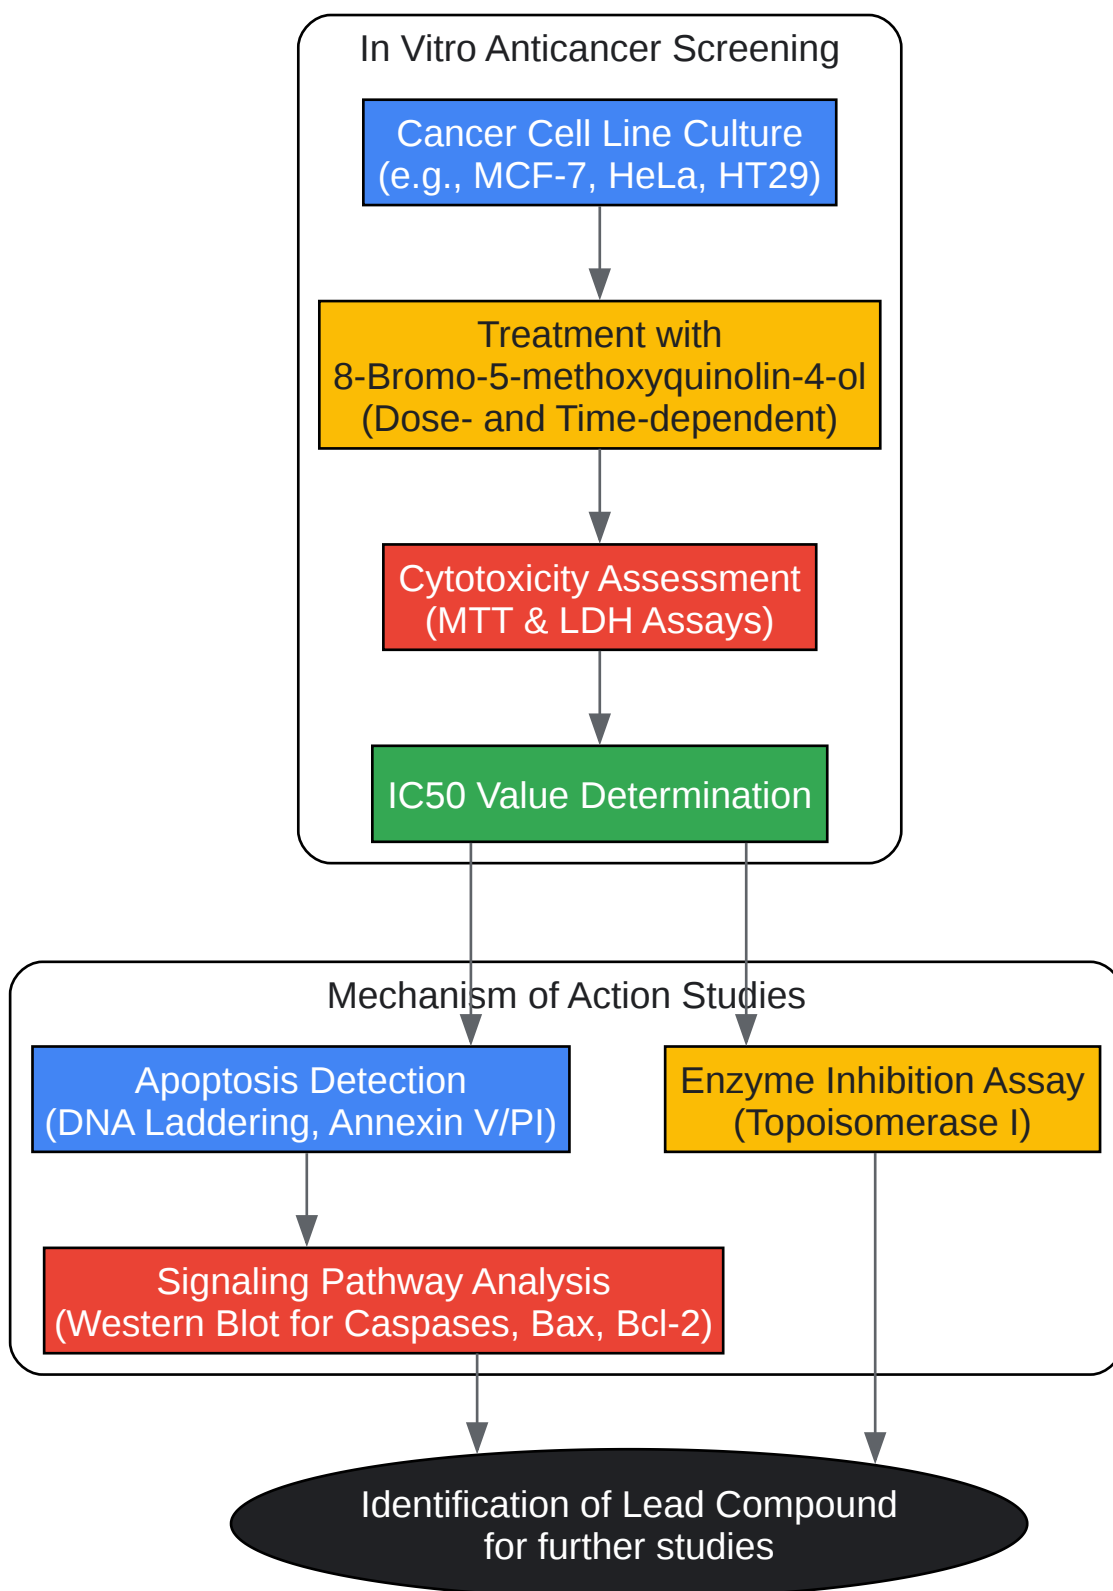 In Vitro Anticancer Screening
Cancer Cell Line Culture
(e.g., MCF-7, HeLa, HT29)
Treatment with
8-Bromo-5-methoxyquinolin-4-ol
(Dose- and Time-dependent)
Cytotoxicity Assessment
(MTT & LDH Assays)
IC50 Value Determination
Mechanism of Action Studies
Apoptosis Detection
(DNA Laddering, Annexin V/PI)
Enzyme Inhibition Assay
(Topoisomerase I)
Signaling Pathway Analysis
(Western Blot for Caspases, Bax, Bcl-2)
Identification of Lead Compound
for further studies